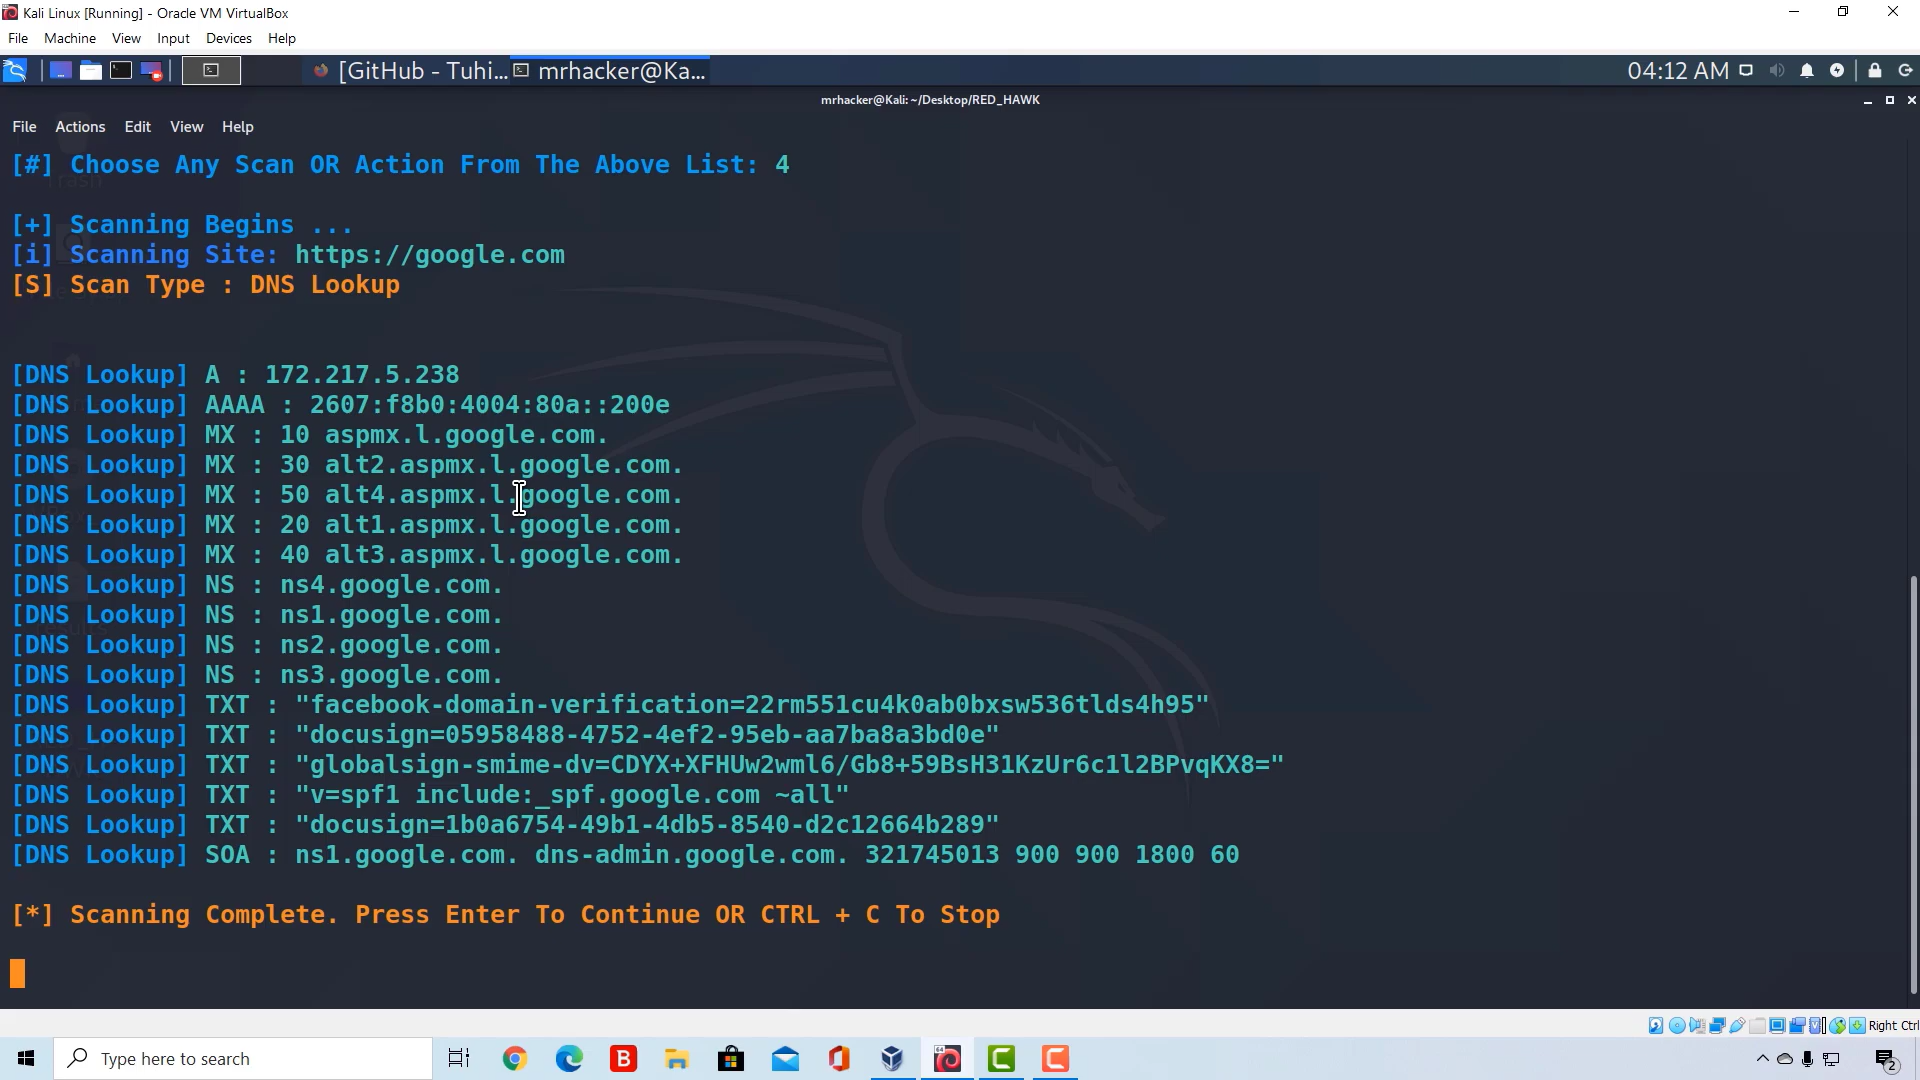 Kali Linux [Running] - Oracle VM VirtualBox
File Machine View Input Devices Help
[GitHub - Tuhi... mrhacker@Ka... 04:12 AM
mrhacker@Kali: ~/Desktop/RED_HAWK
File Actions Edit View Help
[#] Choose Any Scan OR Action From The Above List: 4
Trash
[+] Scanning Begins ...
[i] Scanning Site: https://google.com
[S] Scan Type : DNS Lookup
[DNS Lookup] A : 172.217.5.238
[DNS Lookup] AAAA : 2607:f8b0:4004:80a::200e
[DNS Lookup] MX : 10 aspmx.l.google.com.
[DNS Lookup] MX : 30 alt2.aspmx.l.google.com.
[DNS Lookup] MX : 50 alt4.aspmx.l.google.com.
[DNS Lookup] MX : 20 alt1.aspmx.l.google.com.
[DNS Lookup] MX : 40 alt3.aspmx.l.google.com.
[DNS Lookup] NS : ns4.google.com.
[DNS Lookup] NS : ns1.google.com.
[DNS Lookup] NS : ns2.google.com.
[DNS Lookup] NS : ns3.google.com.
[DNS Lookup] TXT : "facebook-domain-verification=22rm551cu4k0ab0bxsw536tlds4h95"
[DNS Lookup] TXT : "docusign=05958488-4752-4ef2-95eb-aa7ba8a3bd0e"
[DNS Lookup] TXT : "globalsign-smime-dv=CDYX+XFHUw2wml6/Gb8+59BsH31KzUr6c1l2BPvqKX8="
[DNS Lookup] TXT : "v=spf1 include:_spf.google.com ~all"
[DNS Lookup] TXT : "docusign=1b0a6754-49b1-4db5-8540-d2c12664b289"
[DNS Lookup] SOA : ns1.google.com. dns-admin.google.com. 321745013 900 900 1800 60
[*] Scanning Complete. Press Enter To Continue OR CTRL + C To Stop
Right Ctrl
Type here to search